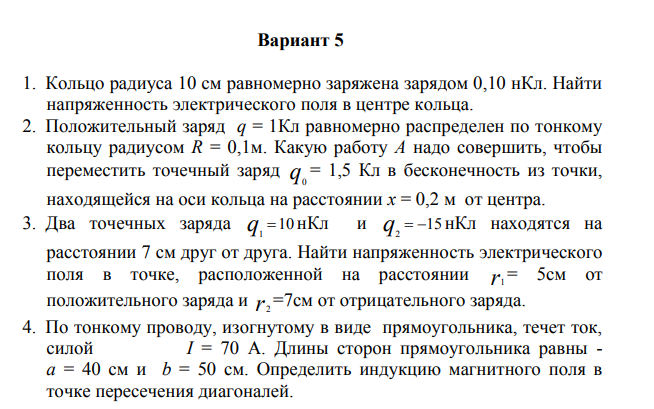 Вариант 5
1. Кольцо радиуса 10 см равномерно заряжена зарядом 0,10 нКл. Найти
напряженность электрического поля в центре кольца.
2. Положительный заряд q = 1Кл равномерно распределен по тонкому
кольцу радиусом R = 0,1м. Какую работу A надо совершить, чтобы
переместить точечный заряд q₀ = 1,5 Кл в бесконечность из точки,
находящейся на оси кольца на расстоянии x = 0,2 м от центра.
3. Два точечных заряда q₁ = 10 нКл и q₂ = −15 нКл находятся на
расстоянии 7 см друг от друга. Найти напряженность электрического
поля в точке, расположенной на расстоянии r₁= 5см от
положительного заряда и r₂=7см от отрицательного заряда.
4. По тонкому проводу, изогнутому в виде прямоугольника, течет ток,
силой I = 70 А. Длины сторон прямоугольника равны -
a = 40 см и b = 50 см. Определить индукцию магнитного поля в
точке пересечения диагоналей.